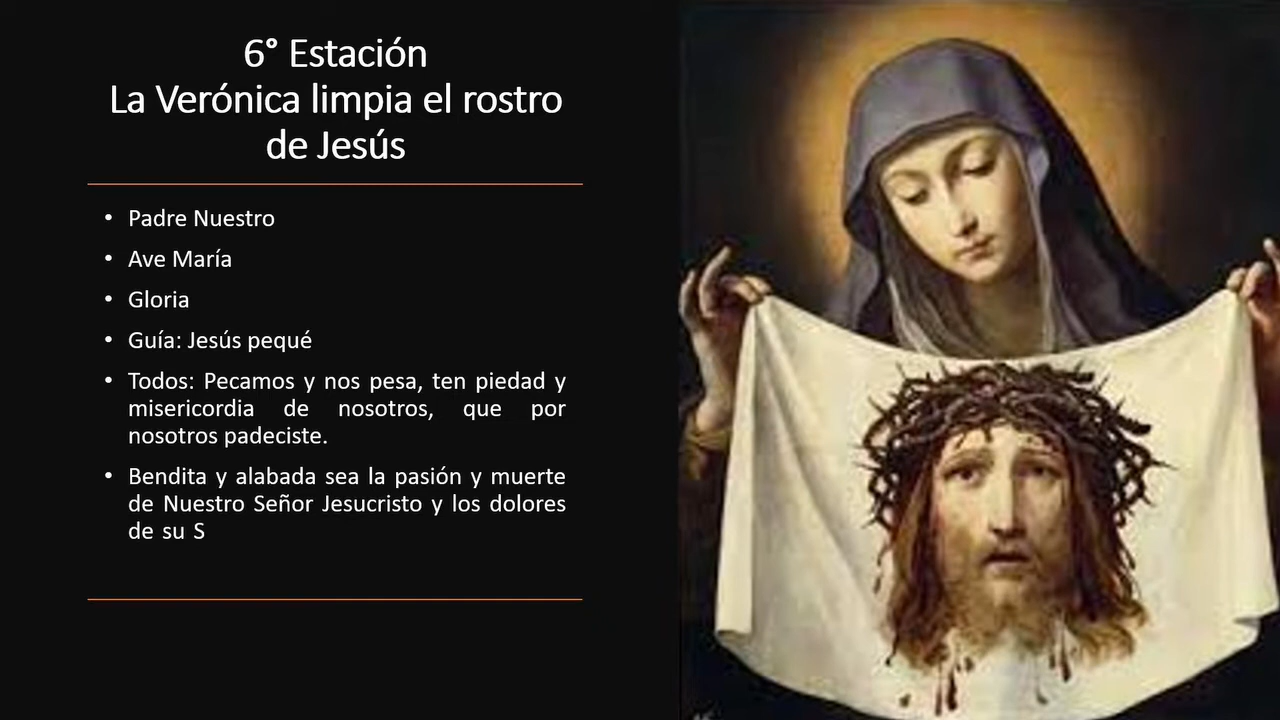 6° Estación
La Verónica limpia el rostro
de Jesús
• Padre Nuestro
• Ave María
• Gloria
• Guía: Jesús pequé
• Todos: Pecamos y nos pesa, ten piedad y
misericordia de nosotros, que por
nosotros padeciste.
• Bendita y alabada sea la pasión y muerte
de Nuestro Señor Jesucristo y los dolores
de su S